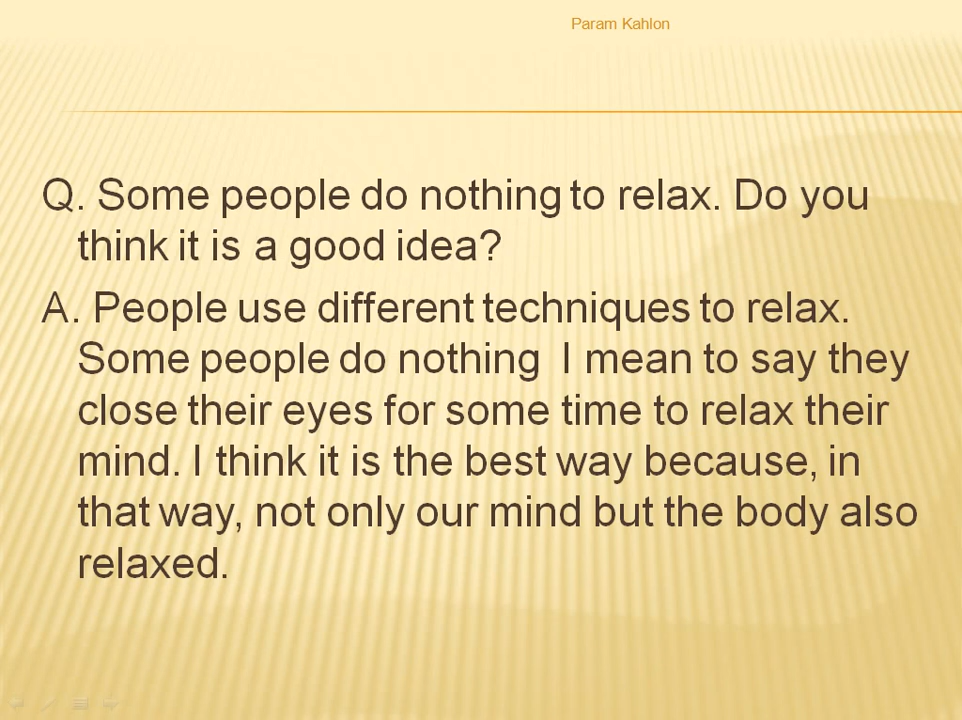 Param Kahlon
Q. Some people do nothing to relax. Do you
think it is a good idea?
A. People use different techniques to relax.
Some people do nothing  I mean to say they
close their eyes for some time to relax their
mind. I think it is the best way because, in
that way, not only our mind but the body also
relaxed.